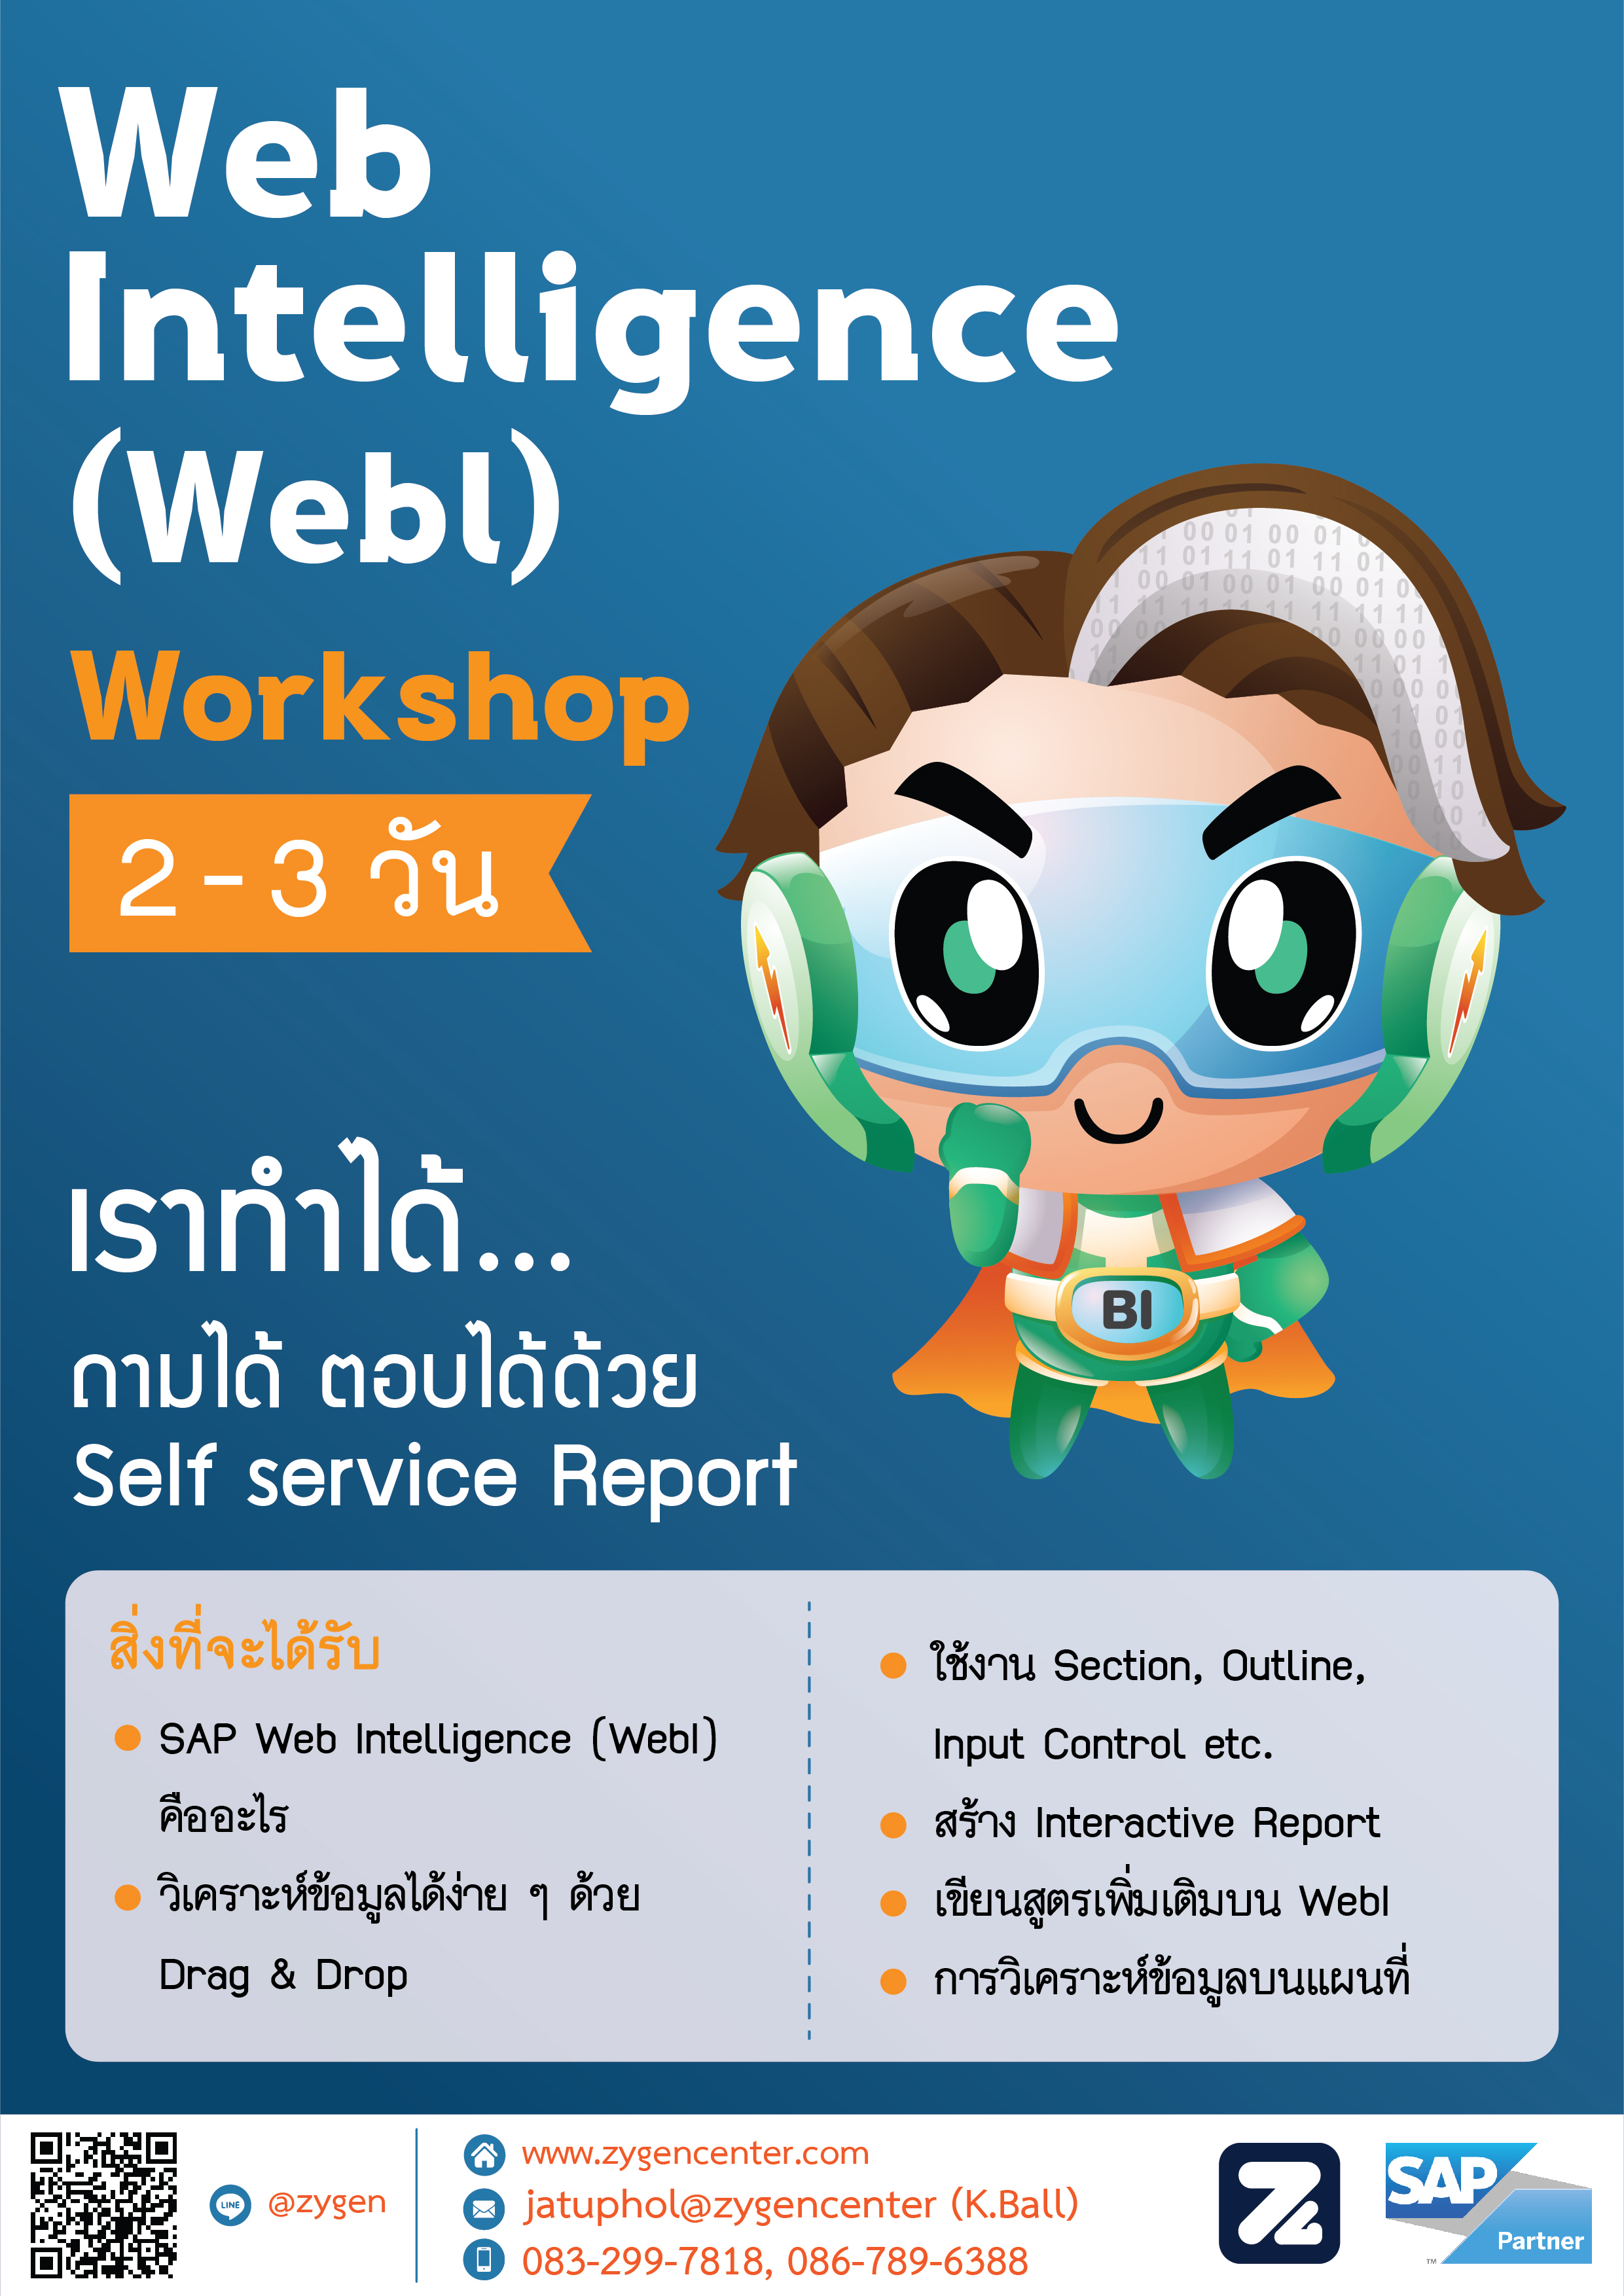 Web
Intelligence
(WebI)
Workshop
2 - 3 วัน
เราทำได้...
ถามได้ ตอบได้ด้วย
Self service Report
BI
สิ่งที่จะได้รับ
SAP Web Intelligence (WebI)
คืออะไร
วิเคราะห์ข้อมูลได้ง่าย ๆ ด้วย
Drag & Drop
ใช้งาน Section, Outline,
Input Control etc.
สร้าง Interactive Report
เขียนสูตรเพิ่มเติมบน WebI
การวิเคราะห์ข้อมูลบนแผนที่
LINE @zygen
www.zygencenter.com
jatuphol@zygencenter (K.Ball)
083-299-7818, 086-789-6388
Z
SAP
Partner
TM